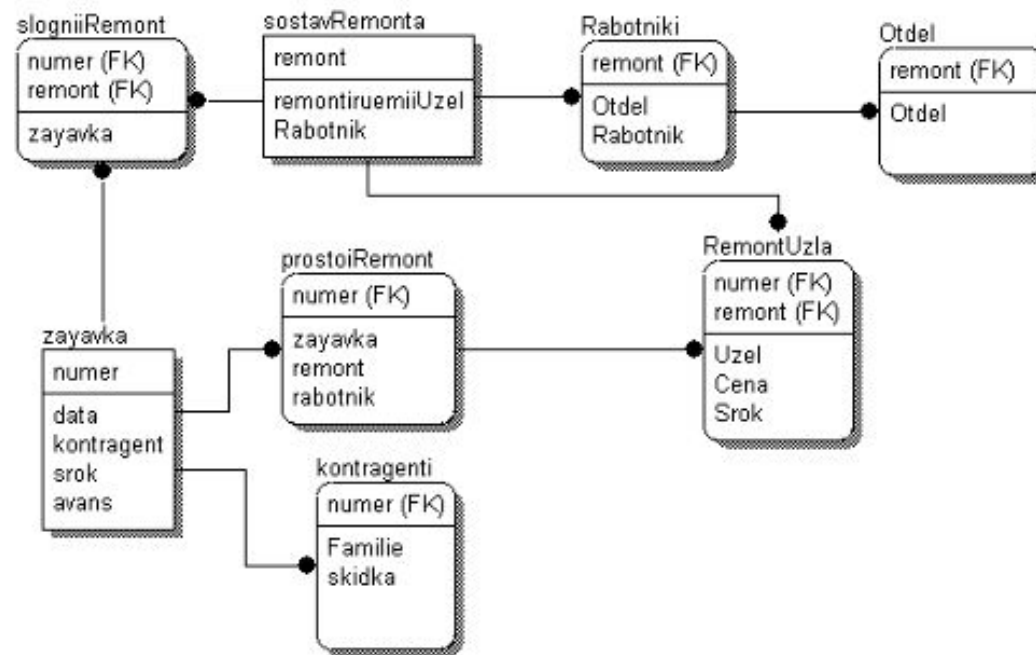 slogniiRemont
numer (FK)
remont (FK)
zayavka
sostavRemonta
remont
remontiruemiiUzel
Rabotnik
Rabotniki
remont (FK)
Otdel
Rabotnik
Otdel
remont (FK)
Otdel
RemontUzla
numer (FK)
remont (FK)
Uzel
Cena
Srok
prostoiRemont
numer (FK)
zayavka
remont
rabotnik
zayavka
numer
data
kontragent
srok
avans
kontragenti
numer (FK)
Familie
skidka